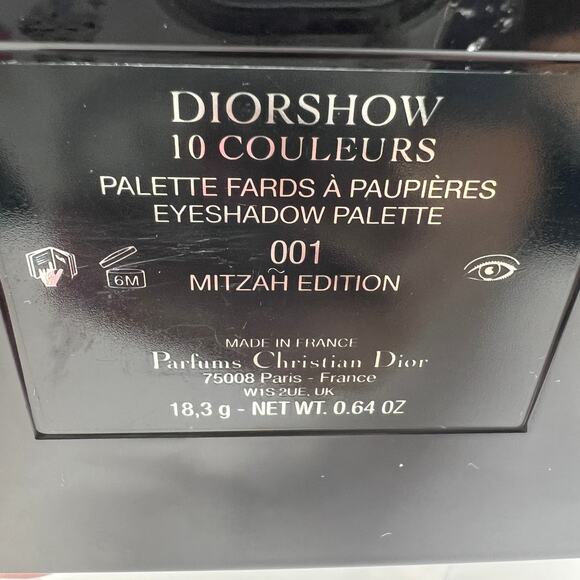 DIORSHOW
10 COULEURS
PALETTE FARDS À PAUPIÈRES
EYESHADOW PALETTE
001
6M
MITZAH EDITION
MADE IN FRANCE
Parfums Christian Dior
75008 Paris - France
W1S 2UE, UK
18,3 g - NET WT. 0.64 OZ